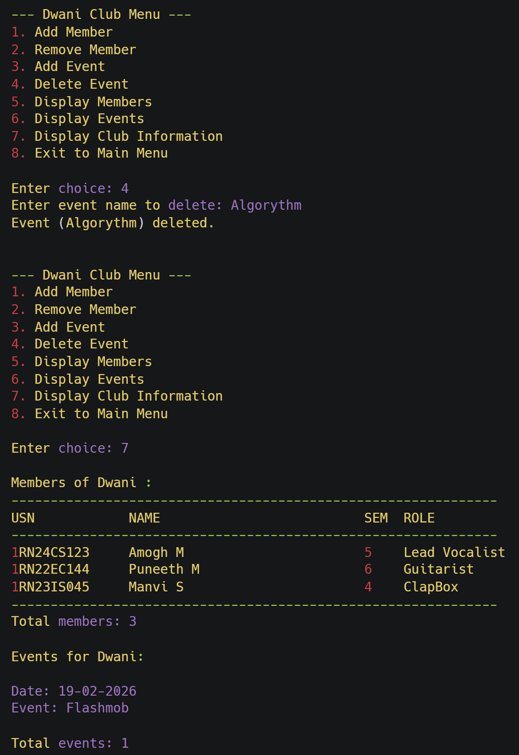 --- Dwani Club Menu ---
1. Add Member
2. Remove Member
3. Add Event
4. Delete Event
5. Display Members
6. Display Events
7. Display Club Information
8. Exit to Main Menu

Enter choice: 4
Enter event name to delete: Algorythm
Event (Algorythm) deleted.

--- Dwani Club Menu ---
1. Add Member
2. Remove Member
3. Add Event
4. Delete Event
5. Display Members
6. Display Events
7. Display Club Information
8. Exit to Main Menu

Enter choice: 7

Members of Dwani :
--------------------------------------------------------------
USN            NAME                          SEM  ROLE
--------------------------------------------------------------
1RN24CS123     Amogh M                       5    Lead Vocalist
1RN22EC144     Puneeth M                     6    Guitarist
1RN23IS045     Manvi S                       4    ClapBox
--------------------------------------------------------------
Total members: 3

Events for Dwani:

Date: 19-02-2026
Event: Flashmob

Total events: 1